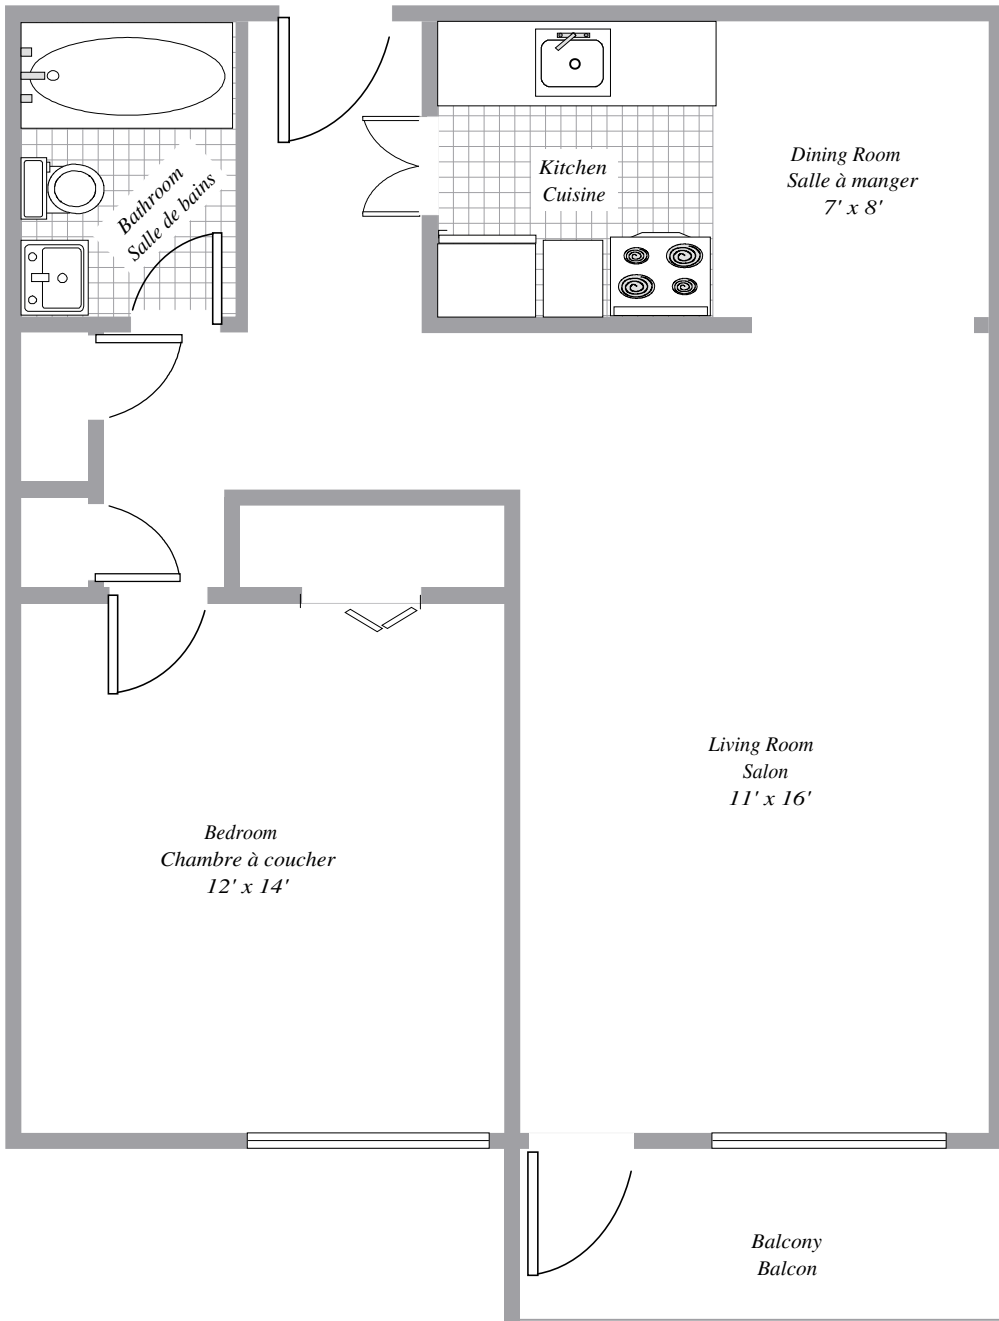 Bathroom
Salle de bains
Kitchen
Cuisine
Dining Room
Salle à manger
7' x 8'
Living Room
Salon
11' x 16'
Bedroom
Chambre à coucher
12' x 14'
Balcony
Balcon